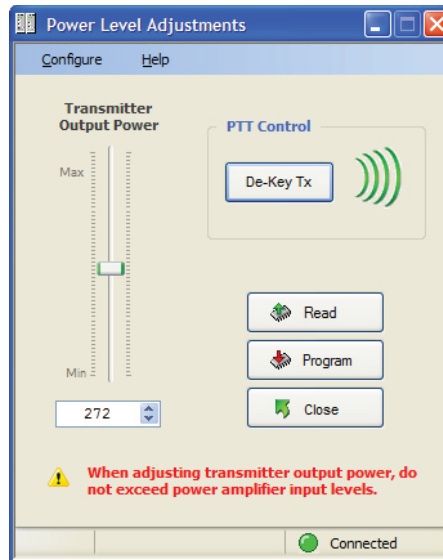 Power Level Adjustments
Configure Help
Transmitter
Output Power
Max
Min
272
PTT Control
De-Key Tx
Read
Program
Close
When adjusting transmitter output power, do
not exceed power amplifier input levels.
Connected